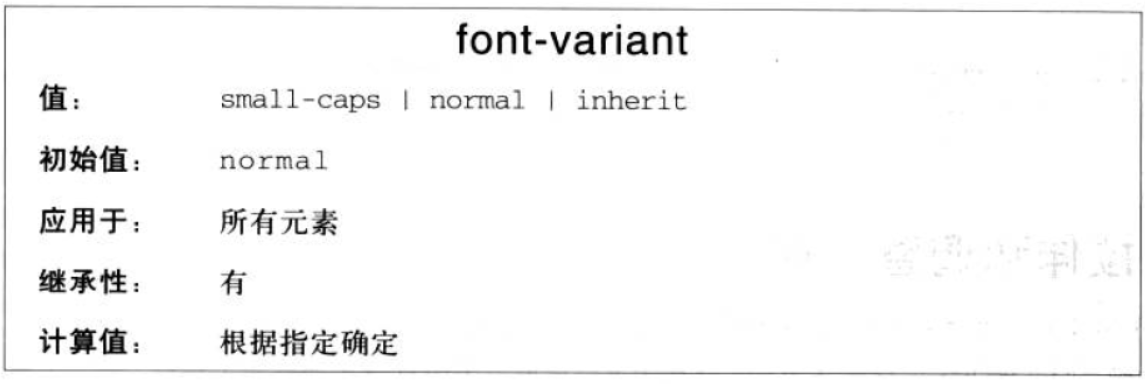 font-variant
值： small-caps | normal | inherit
初始值： normal
应用于： 所有元素
继承性： 有
计算值： 根据指定确定